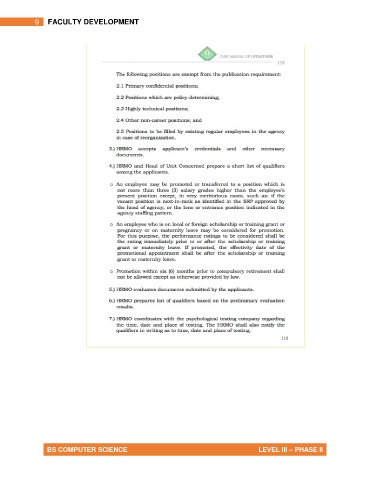 9 FACULTY DEVELOPMENT
CSPC MANUAL OF OPERATIONS
118
The following positions are exempt from the publication requirement:
2.1 Primary confidential positions;
2.2 Positions which are policy-determining;
2.3 Highly technical positions;
2.4 Other non-career positions; and
2.5 Positions to be filled by existing regular employees in the agency
in case of reorganization.
3.) HRMO accepts applicant's credentials and other necessary
documents.
4.) HRMO and Head of Unit Concerned prepare a short list of qualifiers
among the applicants.
o An employee may be promoted or transferred to a position which is
not more than three (3) salary grades higher than the employee's
present position except, in very meritorious cases, such as: if the
vacant position is next-in-rank as identified in the SRP approved by
the head of agency, or the lone or entrance position indicated in the
agency staffing pattern.
o An employee who is on local or foreign scholarship or training grant or
pregnancy or on maternity leave may be considered for promotion.
For this purpose, the performance ratings to be considered shall be
the rating immediately prior to or after the scholarship or training
grant or maternity leave. If promoted, the effectivity date of the
promotional appointment shall be after the scholarship or training
grant or maternity leave.
o Promotion within six (6) months prior to compulsory retirement shall
not be allowed except as otherwise provided by law.
5.) HRMO evaluates documents submitted by the applicants.
6.) HRMO prepares list of qualifiers based on the preliminary evaluation
results.
7.) HRMO coordinates with the psychological testing company regarding
the time, date and place of testing. The HRMO shall also notify the
qualifiers in writing as to time, date and place of testing.
118
BS COMPUTER SCIENCE LEVEL III – PHASE II